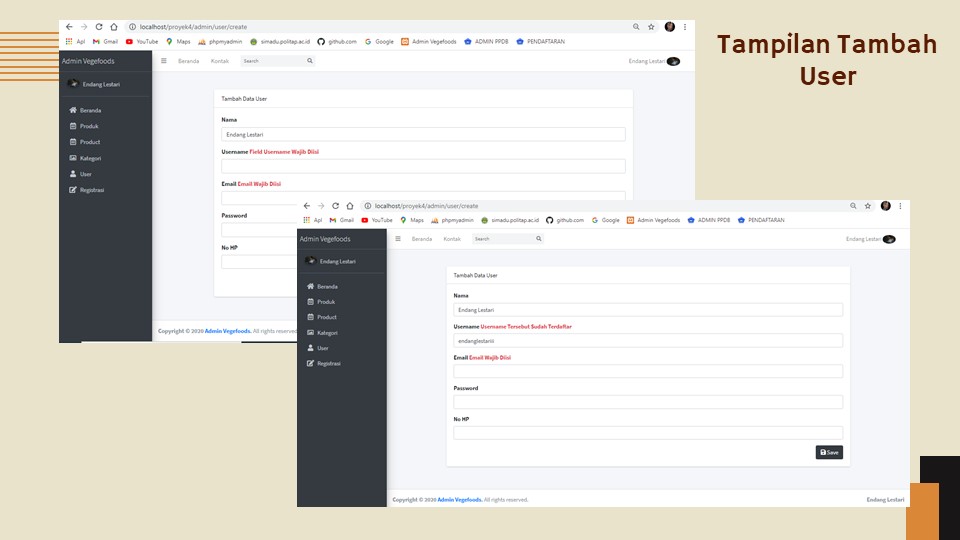 Tampilan Tambah
User
localhost/proyek4/admin/user/create
Api Gmail YouTube Maps phpmyadmin simadu.politap.ac.id github.com Google Admin Vegefoods ADMIN PPDB PENDAFTARAN
Admin Vegefoods
Beranda Kontak Search Endang Lestari
Endang Lestari
Beranda
Produk
Product
Kategori
User
Registrasi
Tambah Data User
Nama
Endang Lestari
Username Field Username Wajib Diisi
Email Email Wajib Diisi
Password
No HP
Copyright © 2020 Admin Vegefoods. All rights reserved.
localhost/proyek4/admin/user/create
Api Gmail YouTube Maps phpmyadmin simadu.politap.ac.id github.com Google Admin Vegefoods ADMIN PPDB PENDAFTARAN
Admin Vegefoods
Beranda Kontak Search Endang Lestari
Endang Lestari
Beranda
Produk
Product
Kategori
User
Registrasi
Tambah Data User
Nama
Endang Lestari
Username Username Tersebut Sudah Terdaftar
Email Email Wajib Diisi
Password
No HP
Save
Copyright © 2020 Admin Vegefoods. All rights reserved. Endang Lestari